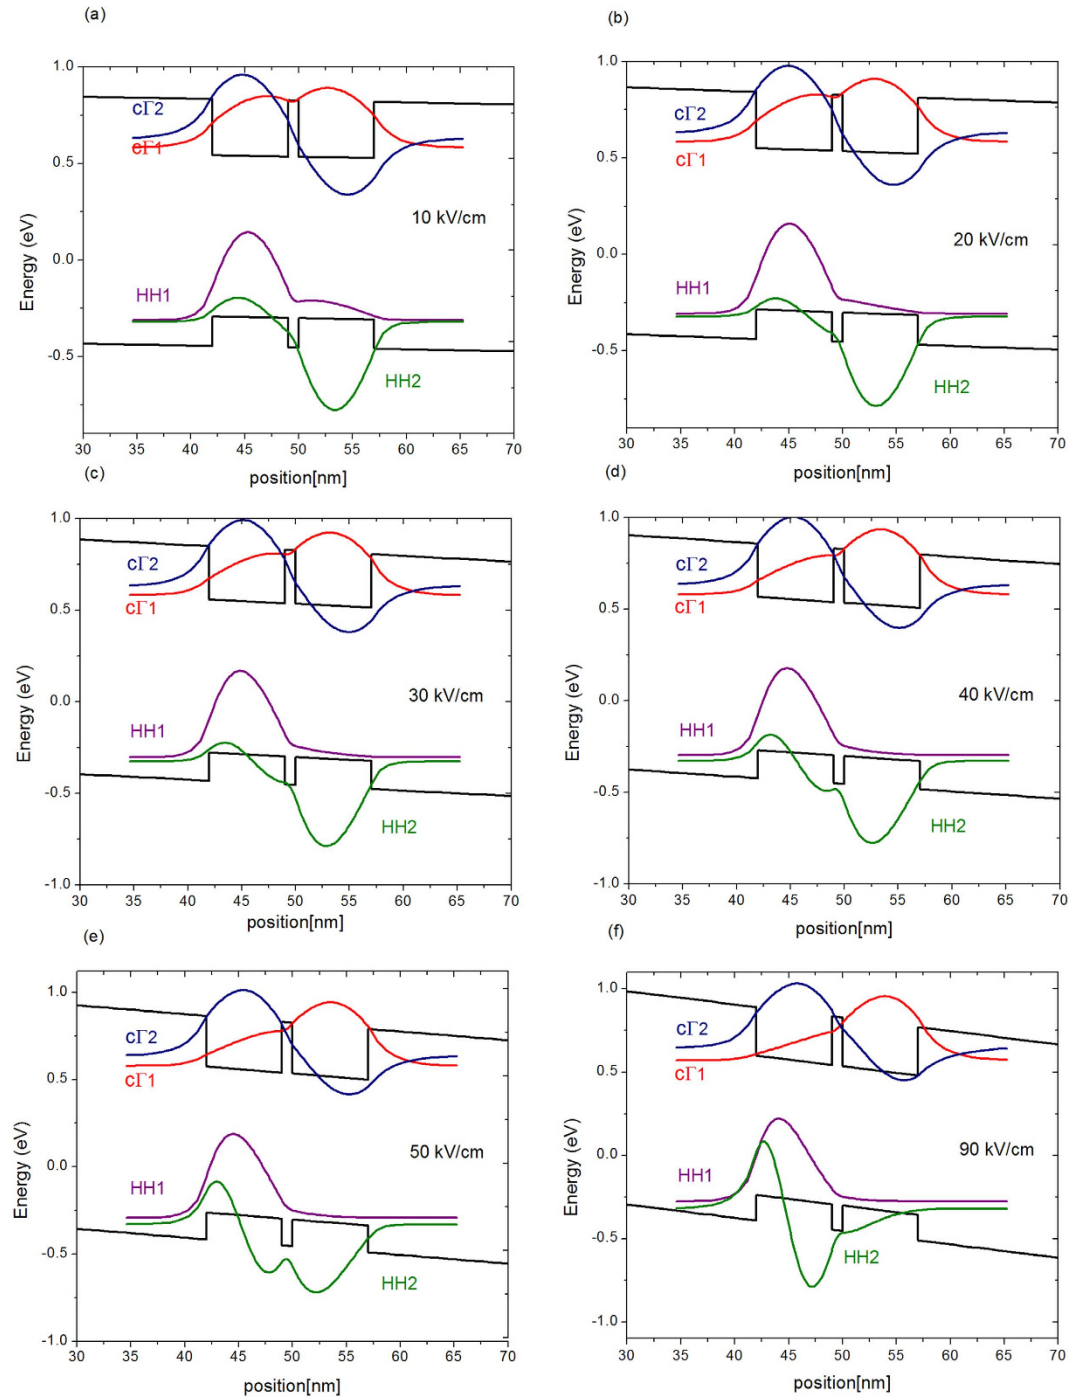 (a)
1.0
0.5
0.0
-0.5
Energy (eV)
cΓ2
cΓ1
10 kV/cm
HH1
HH2
30 35 40 45 50 55 60 65 70
position[nm]
(b)
1.0
0.5
0.0
-0.5
Energy (eV)
cΓ2
cΓ1
20 kV/cm
HH1
HH2
30 35 40 45 50 55 60 65 70
position[nm]
(c)
1.0
0.5
0.0
-0.5
-1.0
Energy (eV)
cΓ2
cΓ1
30 kV/cm
HH1
HH2
30 35 40 45 50 55 60 65 70
position[nm]
(d)
1.0
0.5
0.0
-0.5
-1.0
Energy (eV)
cΓ2
cΓ1
40 kV/cm
HH1
HH2
30 35 40 45 50 55 60 65 70
position[nm]
(e)
1.0
0.5
0.0
-0.5
-1.0
Energy (eV)
cΓ2
cΓ1
50 kV/cm
HH1
HH2
30 35 40 45 50 55 60 65 70
position[nm]
(f)
1.0
0.5
0.0
-0.5
-1.0
Energy (eV)
cΓ2
cΓ1
90 kV/cm
HH1
HH2
30 35 40 45 50 55 60 65 70
position[nm]